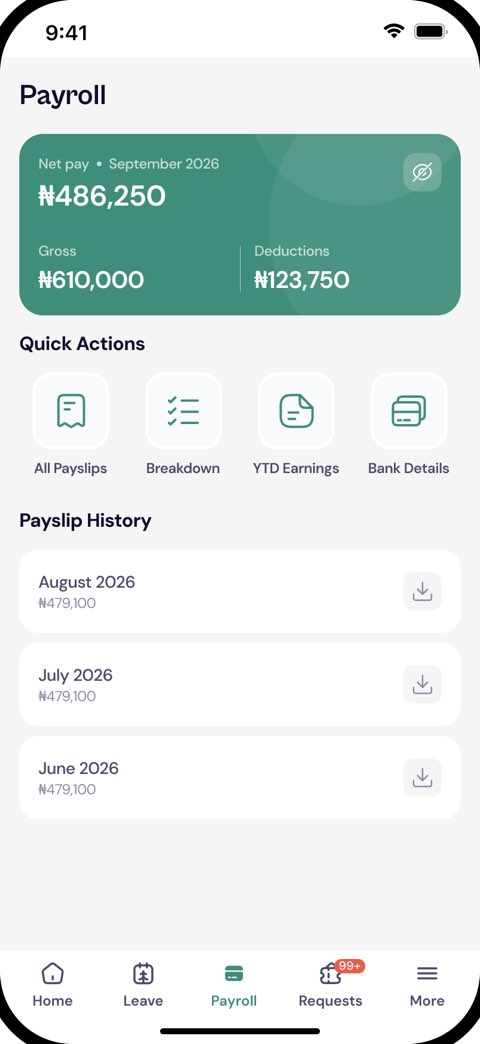 9:41
Payroll
Net pay • September 2026
₦486,250
Gross
₦610,000
Deductions
₦123,750
Quick Actions
All Payslips
Breakdown
YTD Earnings
Bank Details
Payslip History
August 2026
₦479,100
July 2026
₦479,100
June 2026
₦479,100
99+
Home
Leave
Payroll
Requests
More